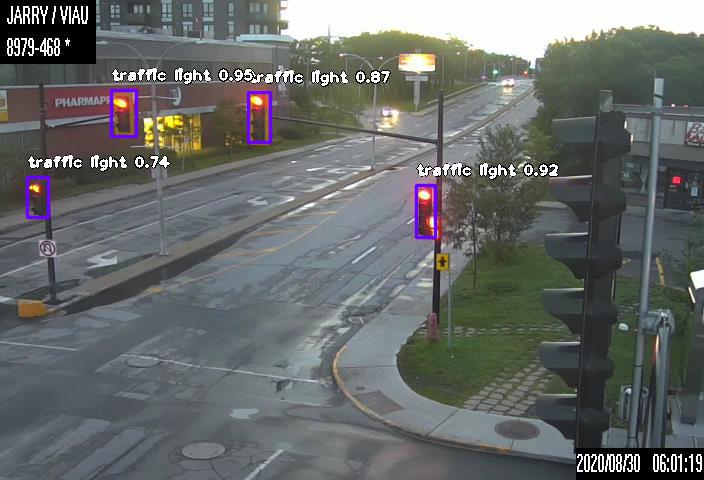 JARRY / VIAU
8979-468 *
traffic light 0.95
traffic light 0.87
PHARMAPR
traffic light 0.74
traffic light 0.92
2020/08/30 06:01:19